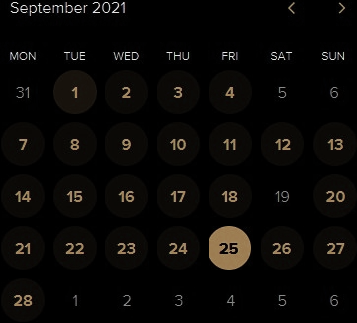 September 2021
MON TUE WED THU FRI SAT SUN
31 1 2 3 4 5 6
7 8 9 10 11 12 13
14 15 16 17 18 19 20
21 22 23 24 25 26 27
28 1 2 3 4 5 6